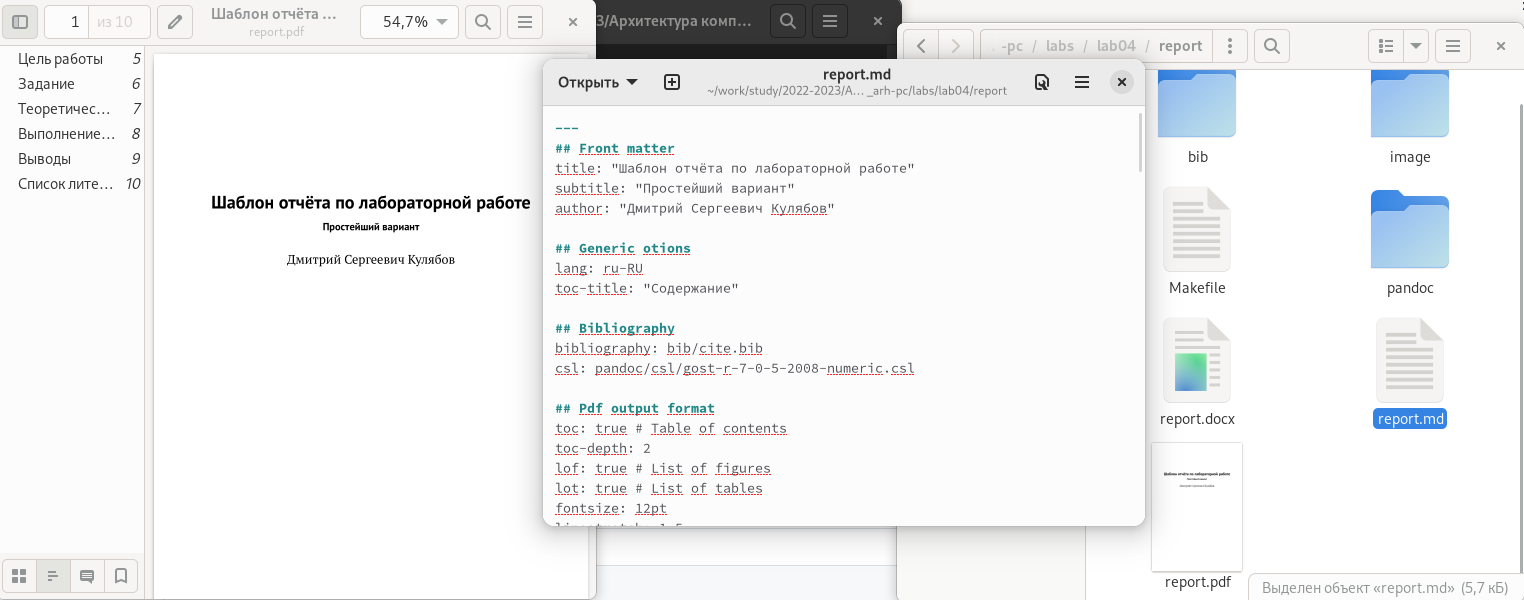 1 из 10
Шаблон отчёта ...
report.pdf
54,7%
Цель работы 5
Задание 6
Теоретичес... 7
Выполнение... 8
Выводы 9
Список лите... 10
Шаблон отчёта по лабораторной работе
Простейший вариант
Дмитрий Сергеевич Кулябов
3/Архитектура комп...
Открыть
report.md
~/work/study/2022-2023/А... _arh-pc/labs/lab04/report
---
## Front matter
title: "Шаблон отчёта по лабораторной работе"
subtitle: "Простейший вариант"
author: "Дмитрий Сергеевич Кулябов"
## Generic otions
lang: ru-RU
toc-title: "Содержание"
## Bibliography
bibliography: bib/cite.bib
csl: pandoc/csl/gost-r-7-0-5-2008-numeric.csl
## Pdf output format
toc: true # Table of contents
toc-depth: 2
lof: true # List of figures
lot: true # List of tables
fontsize: 12pt
-pc / labs / lab04 / report
bib
image
Makefile
pandoc
report.docx
report.md
Шаблон отчёта по лабораторной работе
report.pdf
Выделен объект «report.md» (5,7 кБ)